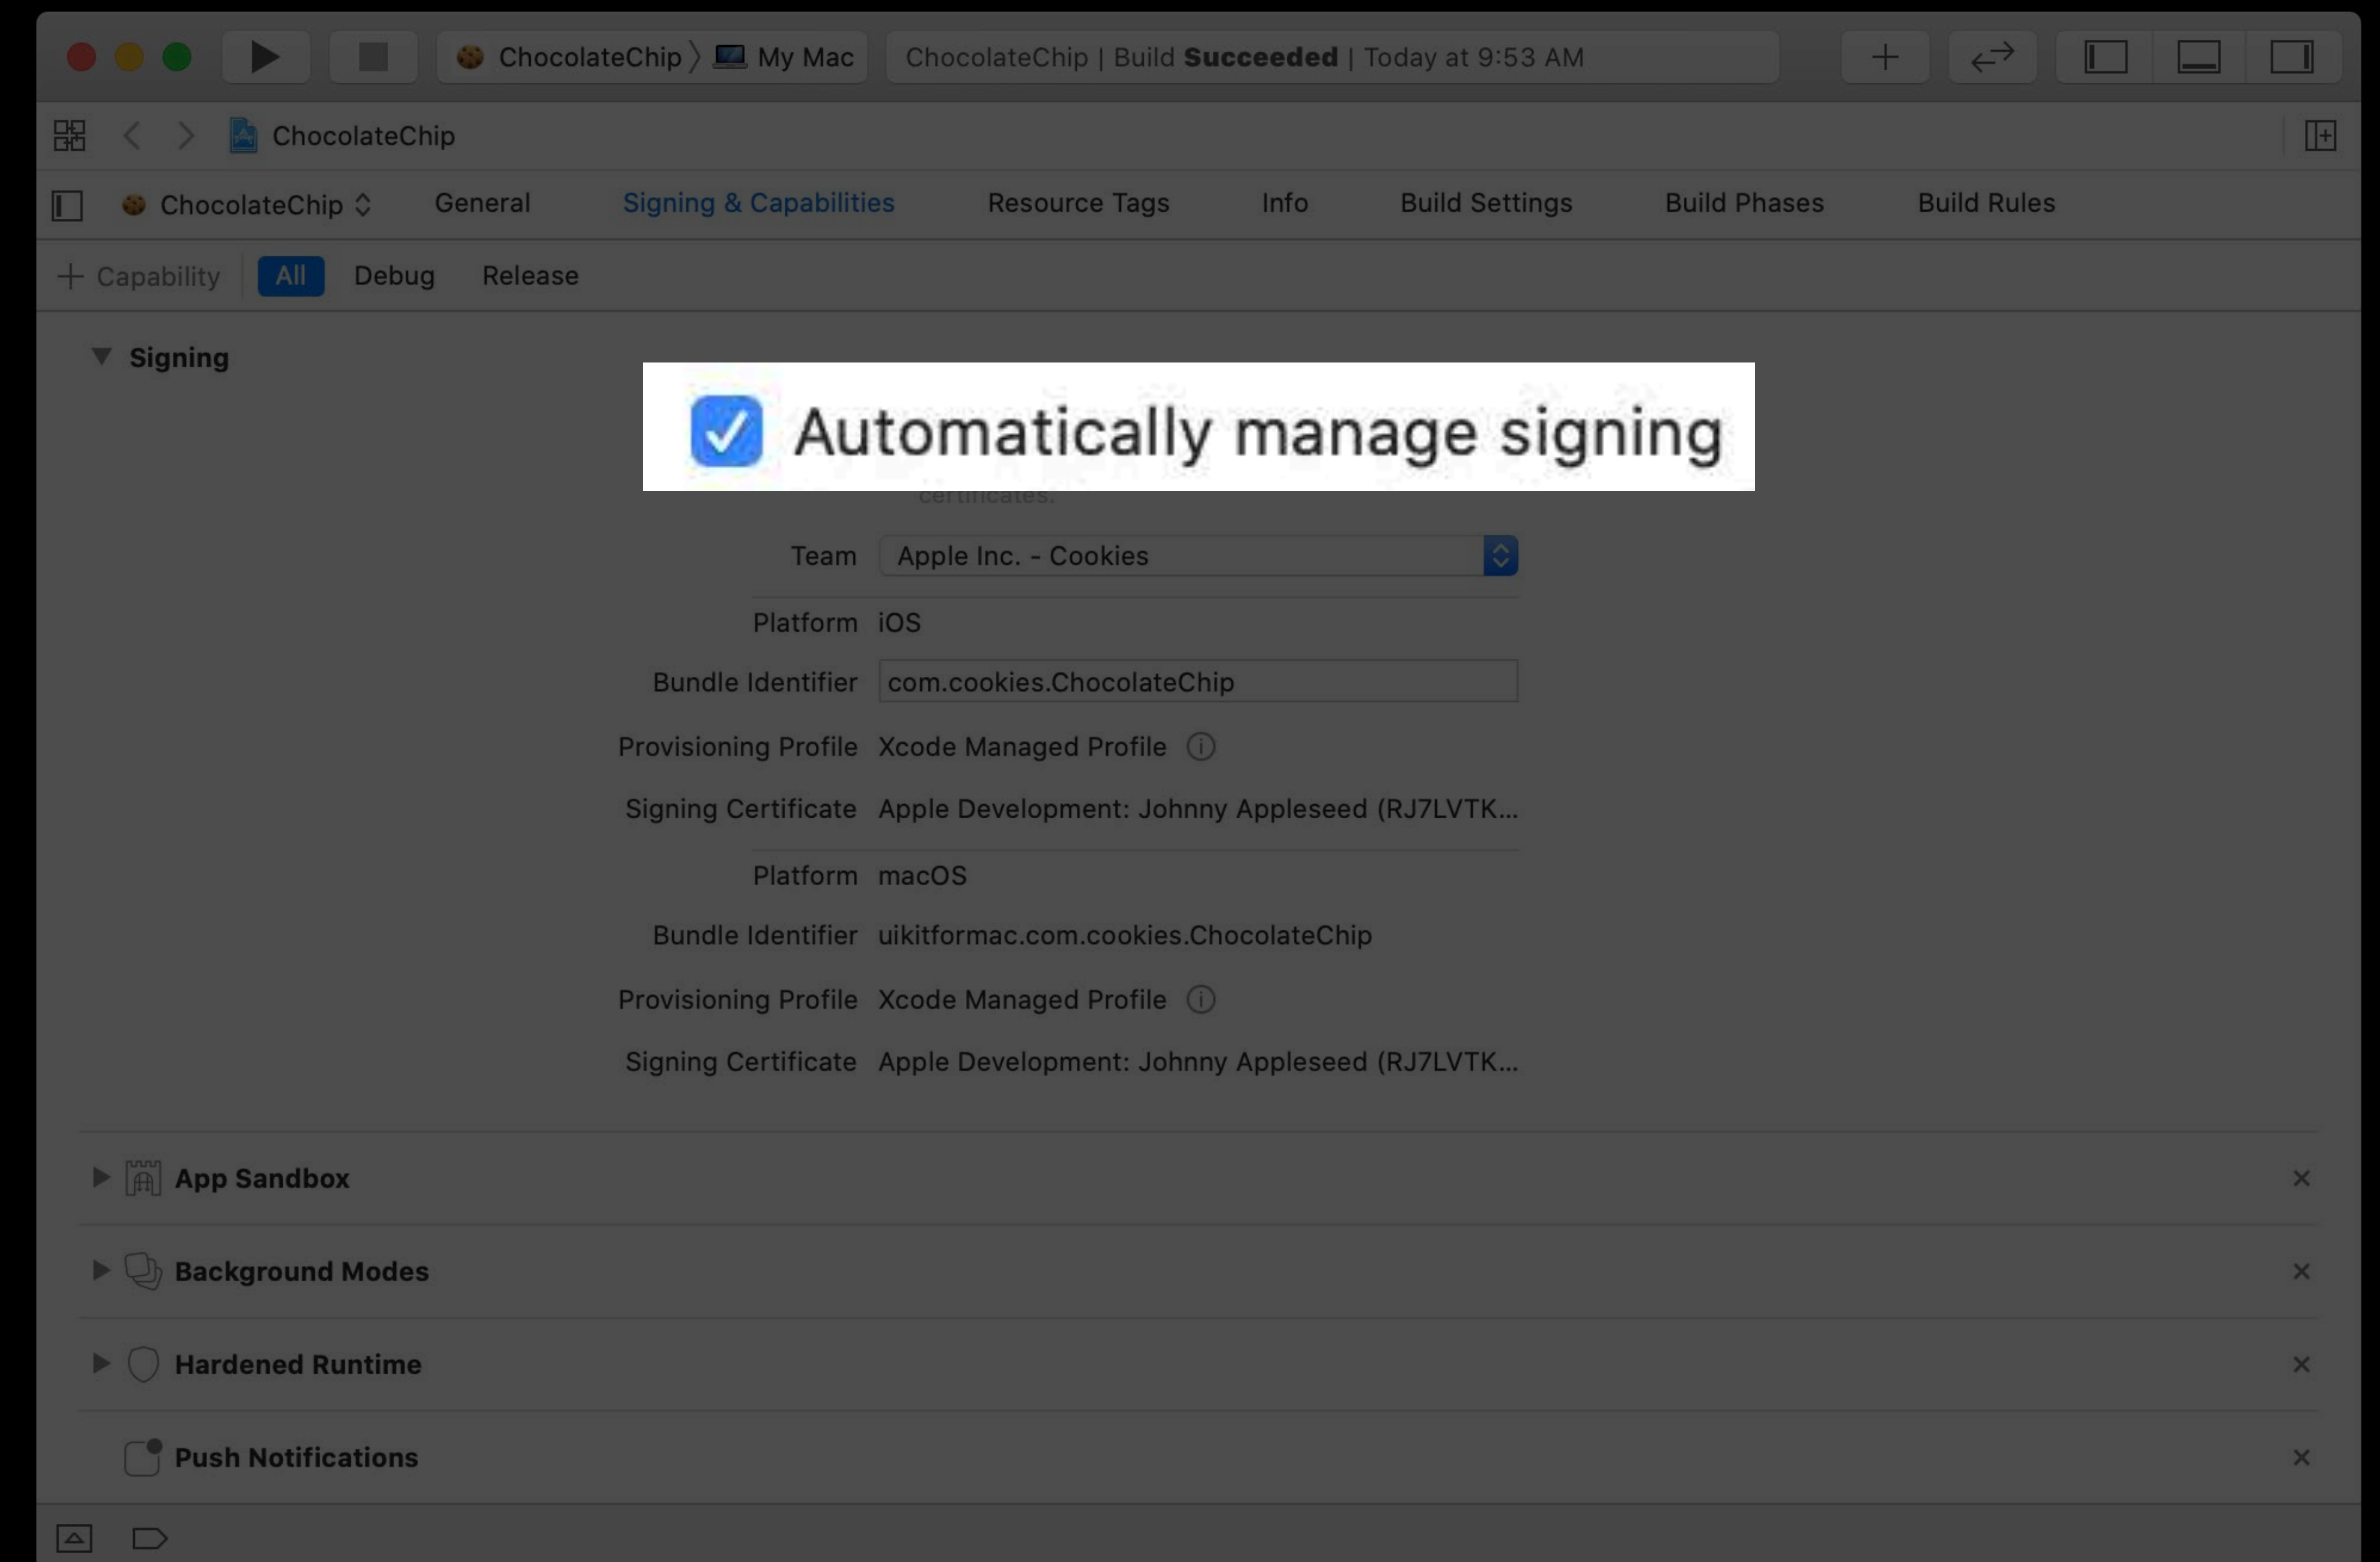 ChocolateChip My Mac ChocolateChip | Build Succeeded | Today at 9:53 AM
ChocolateChip
ChocolateChip General Signing & Capabilities Resource Tags Info Build Settings Build Phases Build Rules
+ Capability All Debug Release
Signing
Automatically manage signing
certificates.
Team Apple Inc. - Cookies
Platform iOS
Bundle Identifier com.cookies.ChocolateChip
Provisioning Profile Xcode Managed Profile
Signing Certificate Apple Development: Johnny Appleseed (RJ7LVTK...
Platform macOS
Bundle Identifier uikitformac.com.cookies.ChocolateChip
Provisioning Profile Xcode Managed Profile
Signing Certificate Apple Development: Johnny Appleseed (RJ7LVTK...
App Sandbox
Background Modes
Hardened Runtime
Push Notifications